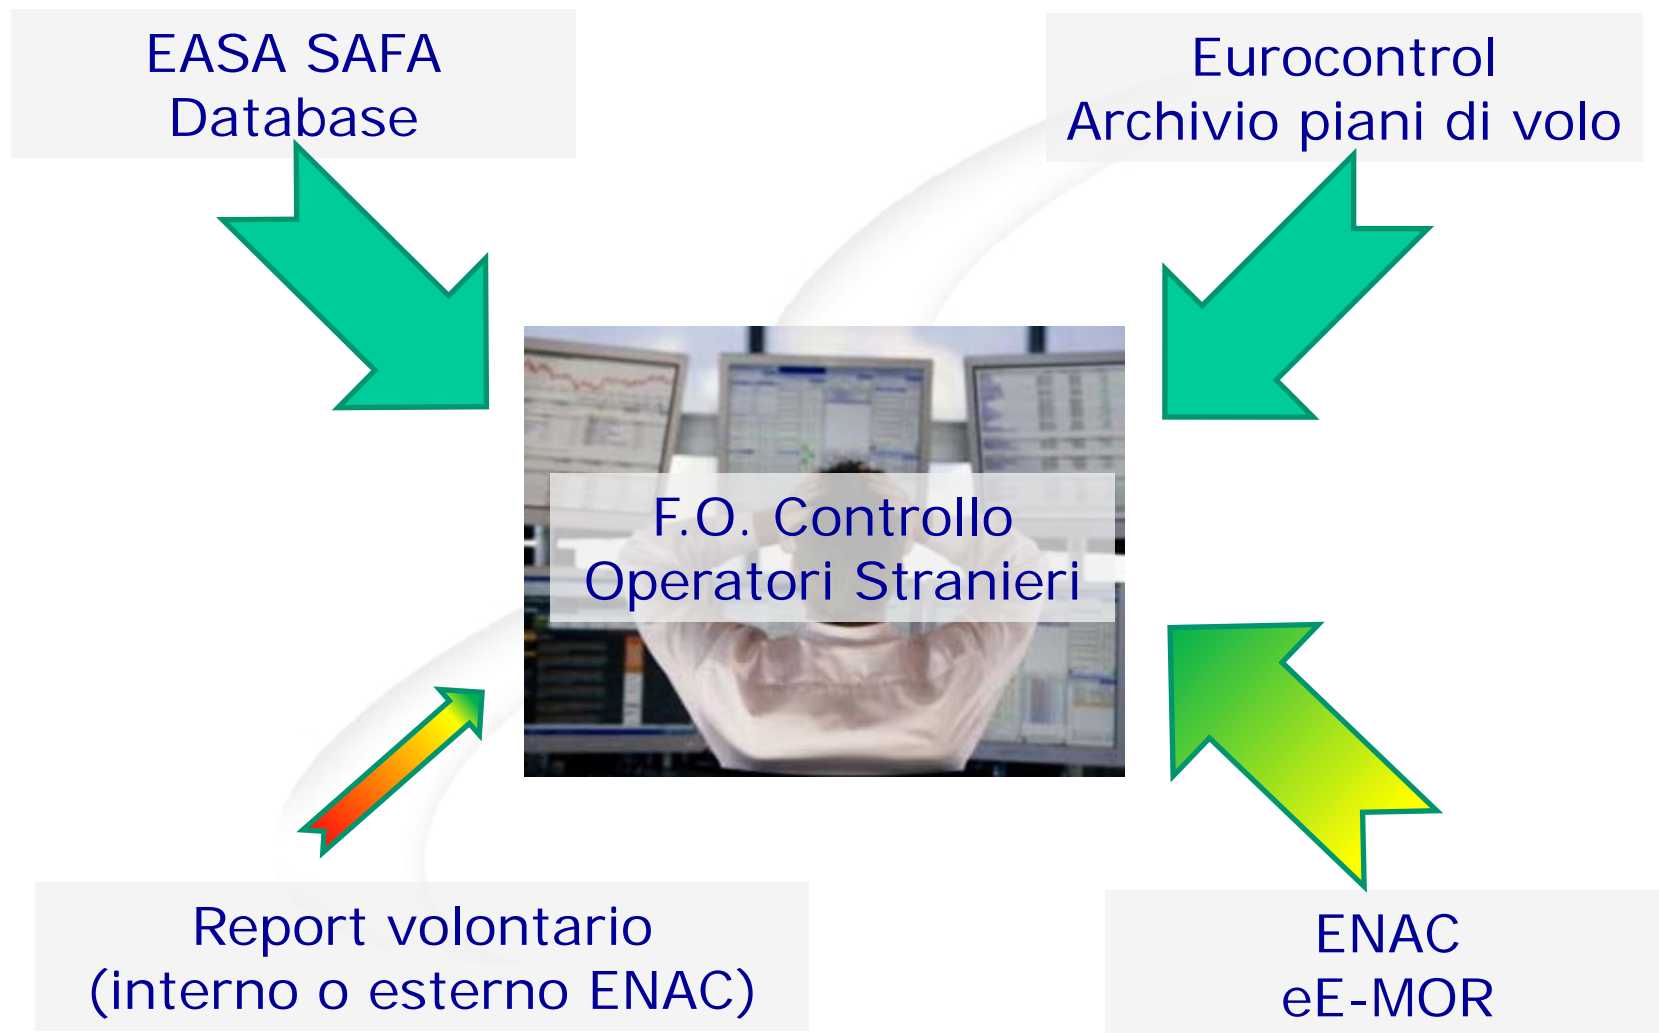 EASA SAFA
Database
Eurocontrol
Archivio piani di volo
F.O. Controllo
Operatori Stranieri
Report volontario
(interno o esterno ENAC)
ENAC
eE-MOR